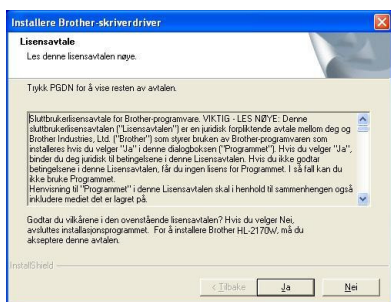 Installere Brother-skriverdriver
Lisensavtale
Les denne lisensavtalen nøye.
Trykk PGDN for å vise resten av avtalen.
Sluttbrukerlisensavtale for Brother-programvare. VIKTIG - LES NØYE: Denne
sluttbrukerlisensavtalen ("Lisensavtalen") er en juridisk forpliktende avtale mellom deg og
Brother Industries, Ltd. ("Brother") som styrer bruken av Brother-programvaren som
installeres hvis du velger "Ja" i denne dialogboksen ("Programmet"). Hvis du velger "Ja",
binder du deg juridisk til betingelsene i denne Lisensavtalen. Hvis du ikke godtar
betingelsene i denne Lisensavtalen, får du ingen lisens for Programmet. I så fall kan du
ikke bruke Programmet.
Henvisning til "Programmet" i denne Lisensavtalen skal i henhold til sammenhengen også
inkludere mediet det er lagret på.
Godtar du vilkårene i den ovenstående lisensavtalen? Hvis du velger Nei,
avsluttes installasjonsprogrammet. For å installere Brother HL-2170W, må du
akseptere denne avtalen.
InstallShield
< Tilbake
Ja
Nei